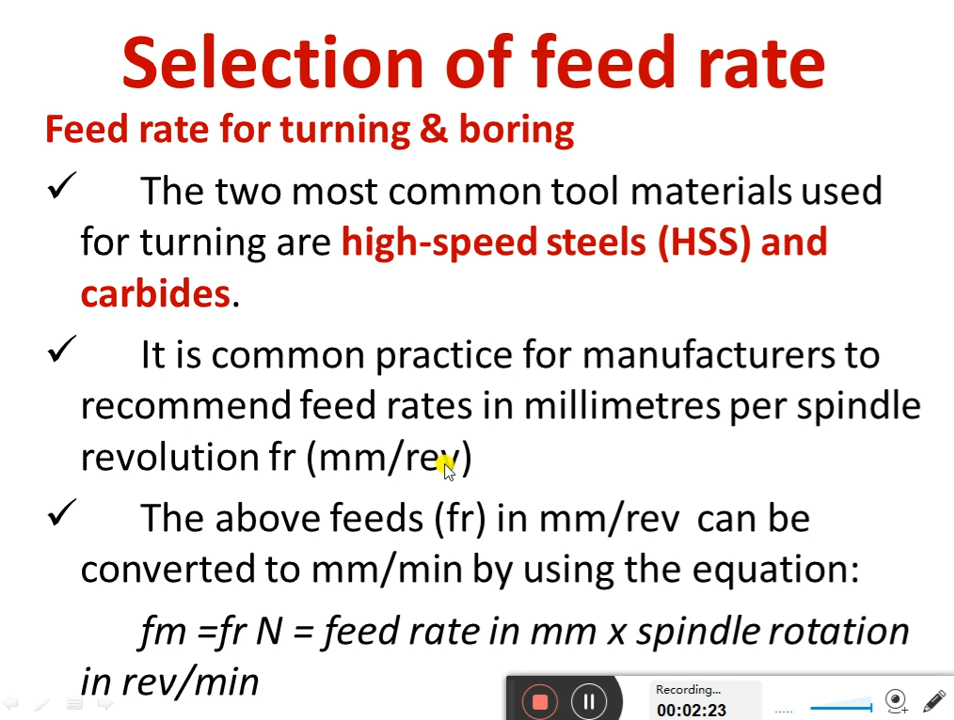 Selection of feed rate
Feed rate for turning & boring
✓ The two most common tool materials used
for turning are high-speed steels (HSS) and
carbides.
✓ It is common practice for manufacturers to
recommend feed rates in millimetres per spindle
revolution fr (mm/rev)
✓ The above feeds (fr) in mm/rev can be
converted to mm/min by using the equation:
fm =fr N = feed rate in mm x spindle rotation
in rev/min
Recording...
00:02:23